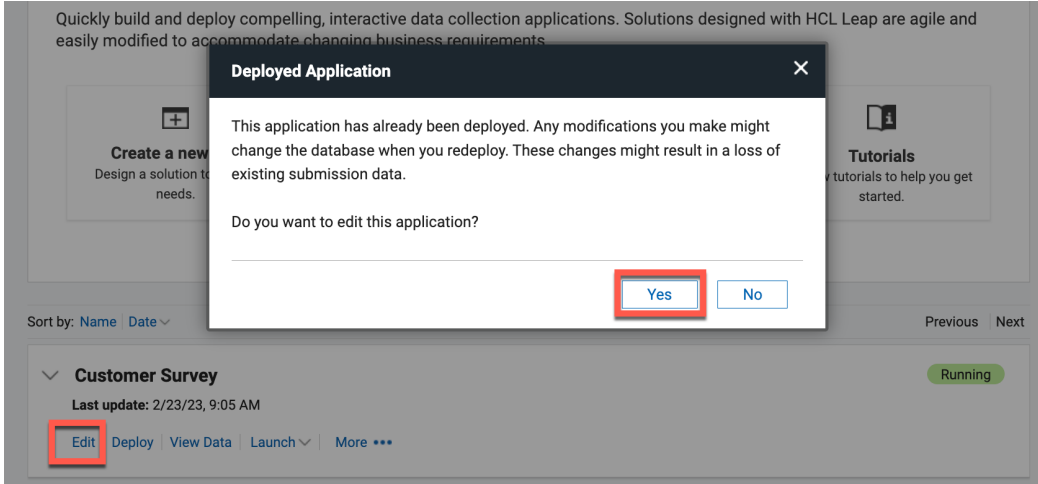 Quickly build and deploy compelling, interactive data collection applications. Solutions designed with HCL Leap are agile and
easily modified to accommodate changing business requirements
Deployed Application
This application has already been deployed. Any modifications you make might
change the database when you redeploy. These changes might result in a loss of
existing submission data.
Do you want to edit this application?
Yes No
Create a new
Design a solution to
needs.
Tutorials
tutorials to help you get
started.
Sort by: Name Date
Previous Next
Customer Survey
Running
Last update: 2/23/23, 9:05 AM
Edit Deploy View Data Launch More •••